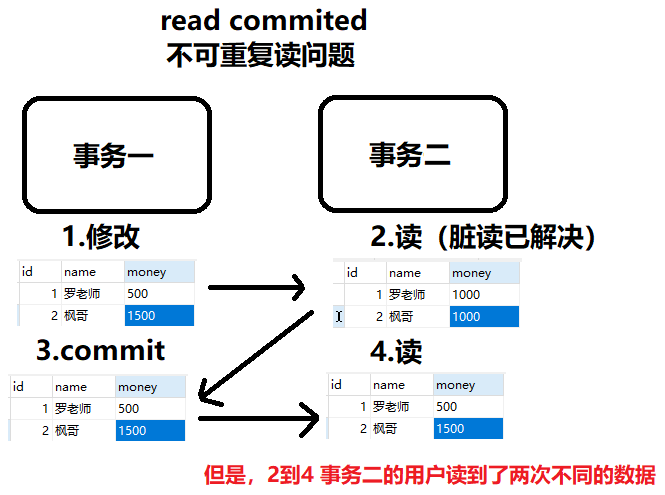 read commited
不可重复读问题
事务一
事务二
1.修改
2.读（脏读已解决）
id name money
1 罗老师 500
2 枫哥 1500
id name money
1 罗老师 1000
2 枫哥 1000
3.commit
4.读
id name money
1 罗老师 500
2 枫哥 1500
id name money
1 罗老师 500
2 枫哥 1500
但是，2到4 事务二的用户读到了两次不同的数据